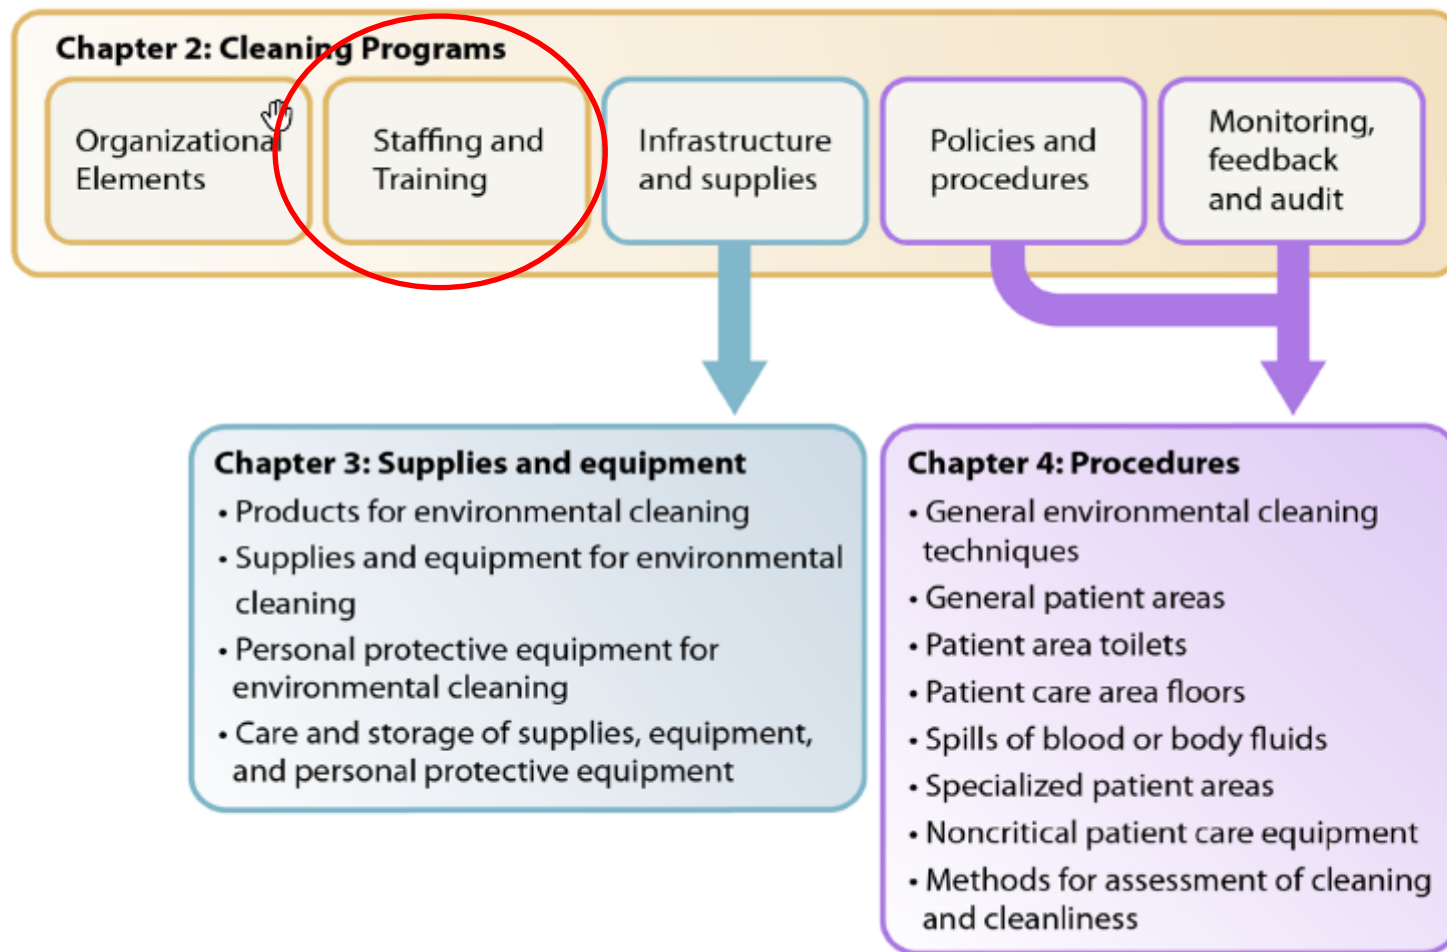 Chapter 2: Cleaning Programs
Organizational
Elements
Staffing and
Training
Infrastructure
and supplies
Policies and
procedures
Monitoring,
feedback
and audit
Chapter 3: Supplies and equipment
• Products for environmental cleaning
• Supplies and equipment for environmental
cleaning
• Personal protective equipment for
environmental cleaning
• Care and storage of supplies, equipment,
and personal protective equipment
Chapter 4: Procedures
• General environmental cleaning
techniques
• General patient areas
• Patient area toilets
• Patient care area floors
• Spills of blood or body fluids
• Specialized patient areas
• Noncritical patient care equipment
• Methods for assessment of cleaning
and cleanliness